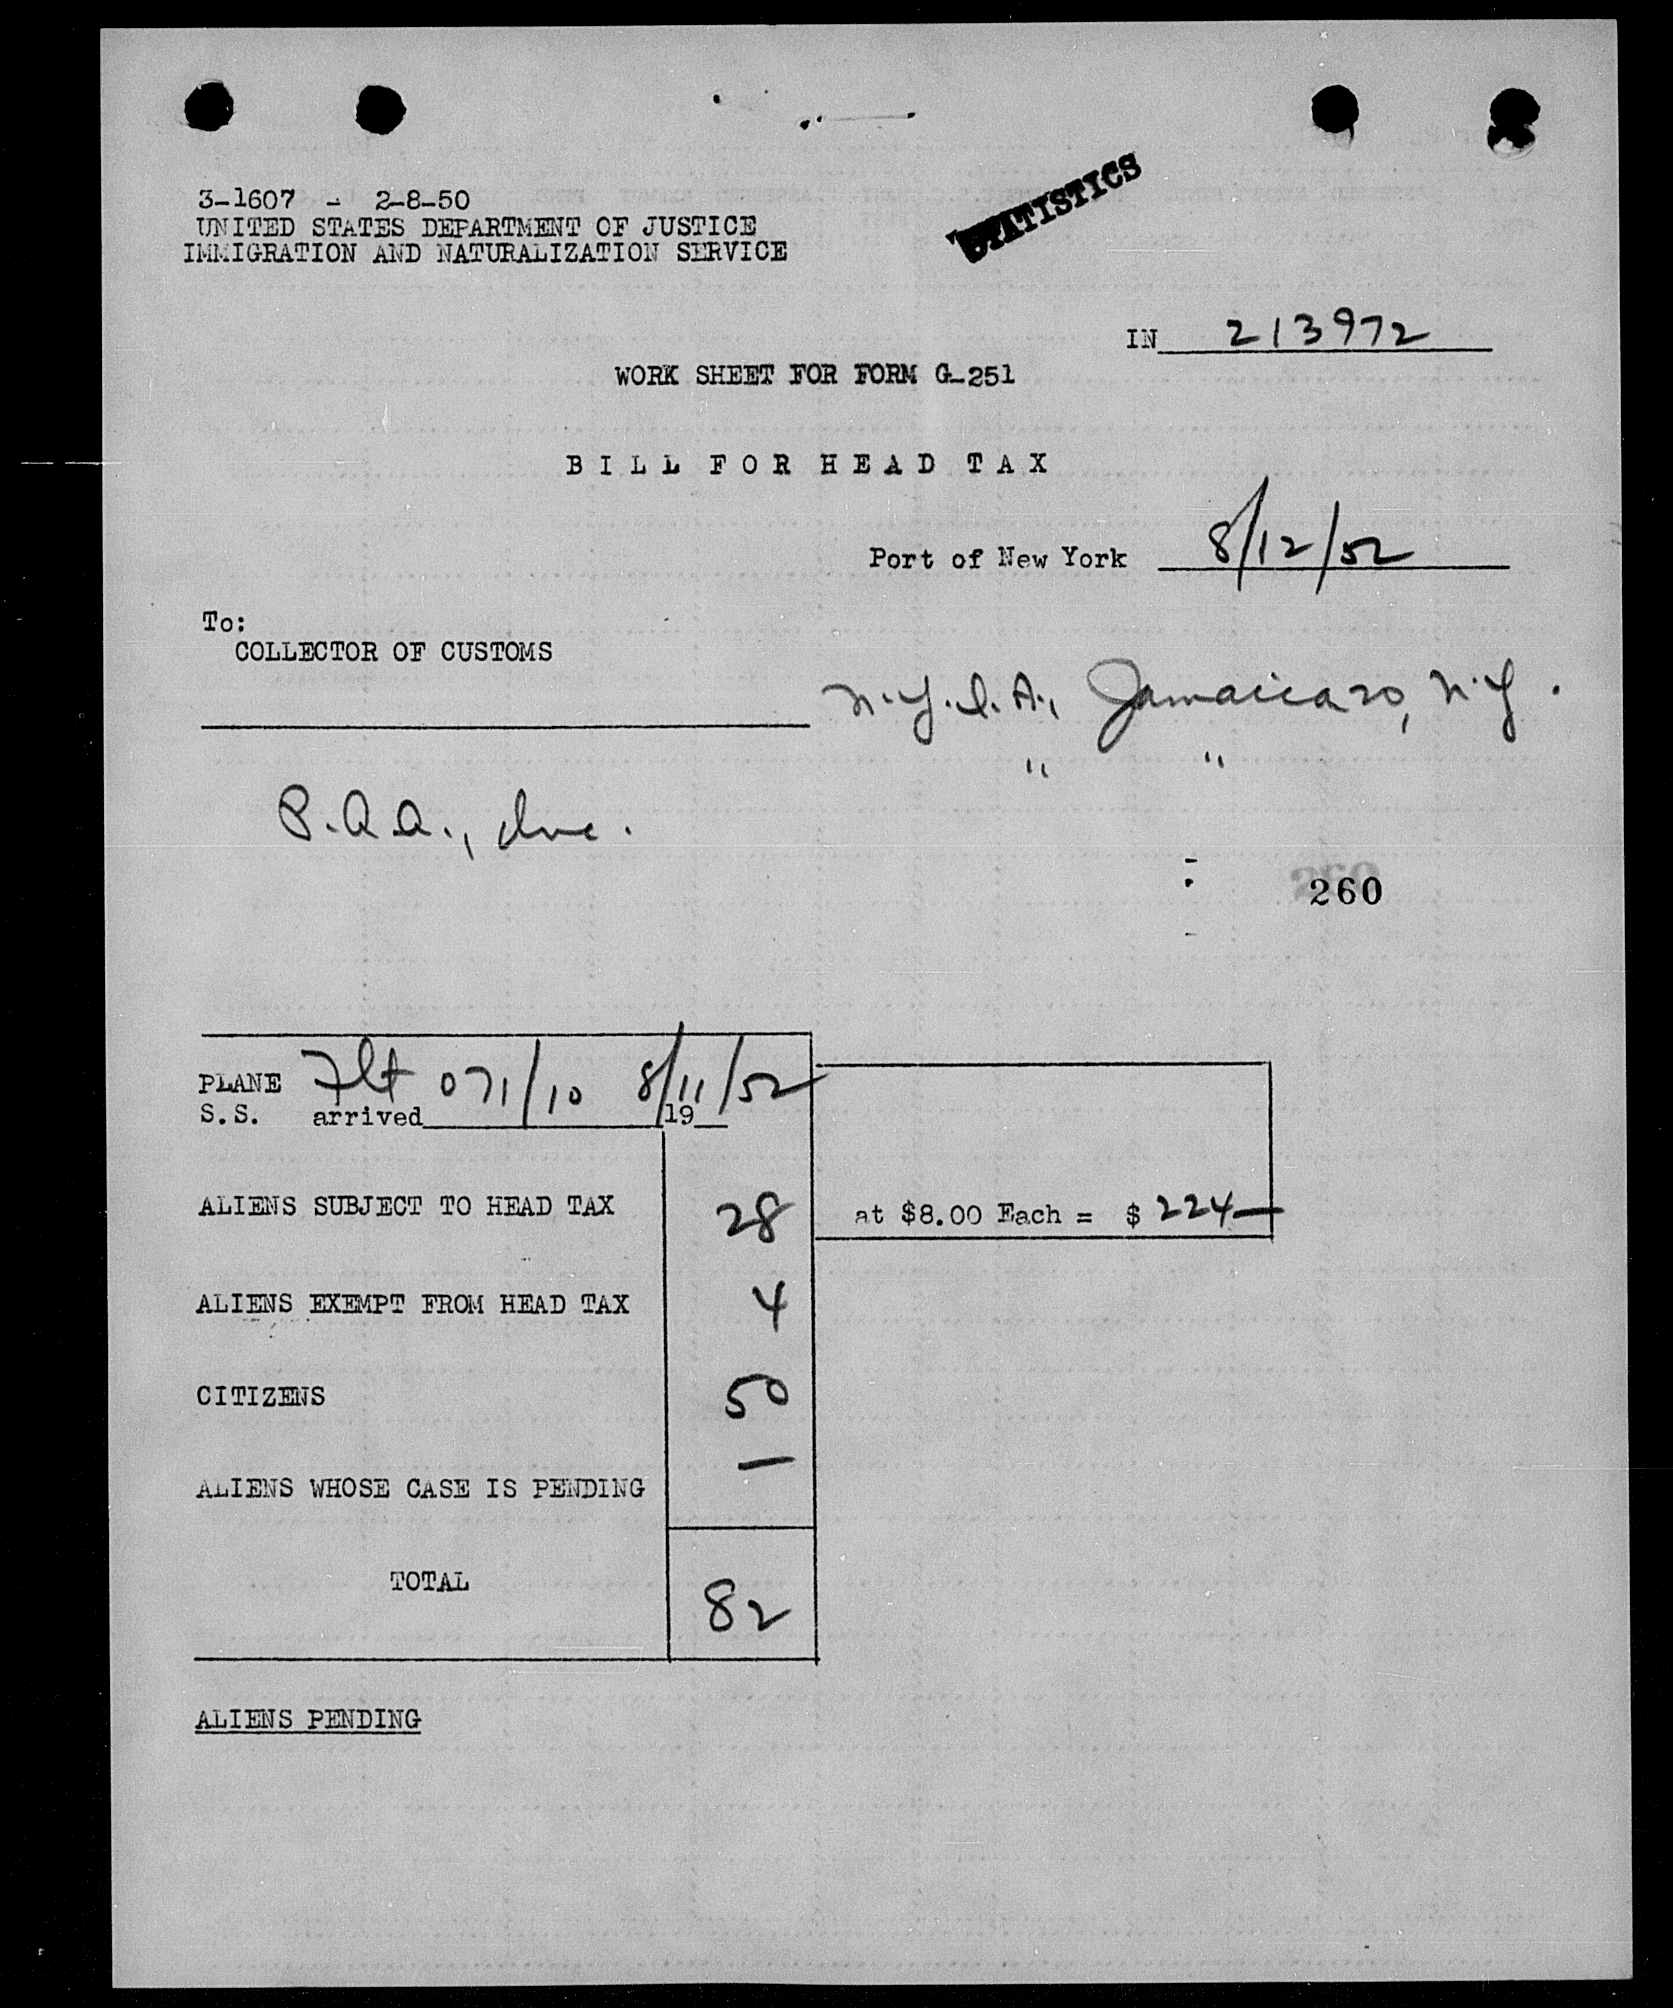 STATISTICS
3-1607 - 2-8-50
UNITED STATES DEPARTMENT OF JUSTICE
IMMIGRATION AND NATURALIZATION SERVICE
IN 213972
WORK SHEET FOR FORM G-251
BILL FOR HEAD TAX
Port of New York 8/12/52
To:
COLLECTOR OF CUSTOMS
N.Y.I.A., Jamaica 20, N.Y.
" "
P.A.A., Inc.
260
PLANE Flt 071/10 8/11/52
S.S. arrived 19
ALIENS SUBJECT TO HEAD TAX 28 at $8.00 Each = $ 224—
ALIENS EXEMPT FROM HEAD TAX 4
CITIZENS 50
ALIENS WHOSE CASE IS PENDING —
TOTAL 82
ALIENS PENDING